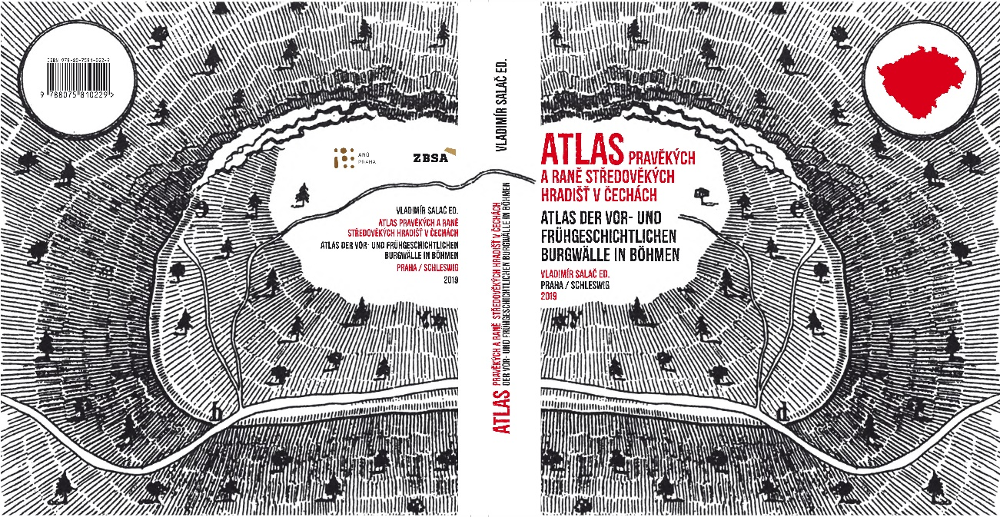 ISBN 978-80-7581-022-9
9 788075 810229 >
ARÚ
PRAHA
ZBSA
VLADIMÍR SALAČ ED.
ATLAS PRAVĚKÝCH A RANĚ
STŘEDOVĚKÝCH HRADIŠŤ V ČECHÁCH
ATLAS DER VOR- UND FRÜHGESCHICHTLICHEN
BURGWÄLLE IN BÖHMEN
PRAHA / SCHLESWIG
2019
e
b
VLADIMÍR SALAČ ED.
ATLAS PRAVĚKÝCH A RANĚ STŘEDOVĚKÝCH HRADIŠŤ V ČECHÁCH
DER VOR- UND FRÜHGESCHICHTLICHEN BURGWÄLLE IN BÖHMEN
ATLAS PRAVĚKÝCH
A RANĚ STŘEDOVĚKÝCH
HRADIŠŤ V ČECHÁCH
ATLAS DER VOR- UND
FRÜHGESCHICHTLICHEN
BURGWÄLLE IN BÖHMEN
VLADIMÍR SALAČ ED.
PRAHA / SCHLESWIG
2019
e
d